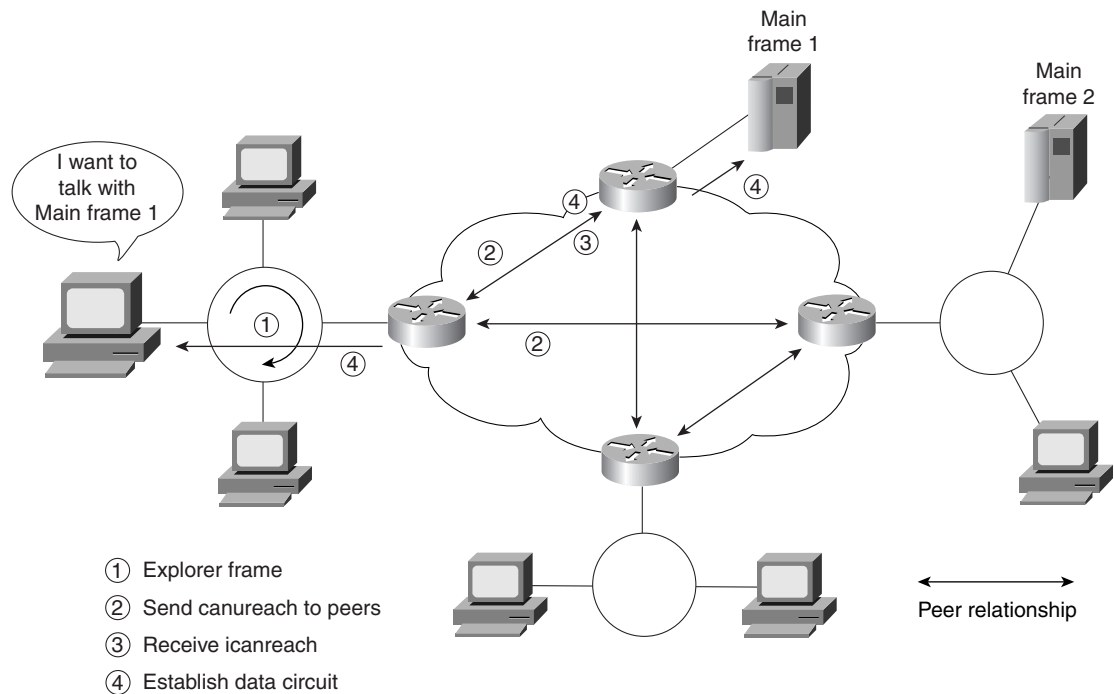 Main
frame 1
Main
frame 2
I want to
talk with
Main frame 1
④
④
②
③
①
②
④
① Explorer frame
② Send canureach to peers
③ Receive icanreach
④ Establish data circuit
Peer relationship